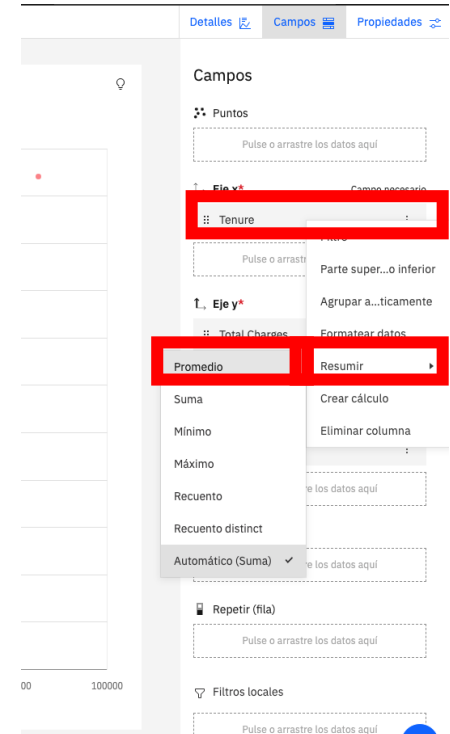 Detalles Campos Propiedades
Campos
Puntos
Pulse o arrastre los datos aquí
Eje x* Campo necesario
Tenure
Pulse o arrastr
Filtro
Parte super...o inferior
Agrupar a...ticamente
Formatear datos
Resumir
Crear cálculo
Eliminar columna
Eje y*
Total Charges
Promedio
Suma
Mínimo
Máximo
Recuento
Recuento distinct
Automático (Suma)
re los datos aquí
re los datos aquí
Repetir (fila)
Pulse o arrastre los datos aquí
00 100000
Filtros locales
Pulse o arrastre los datos aquí